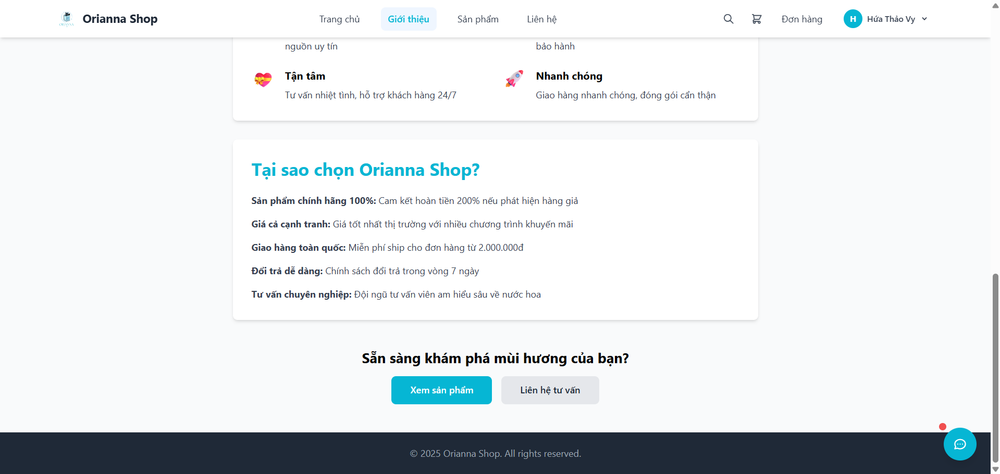 ORIANNA
Orianna Shop
Trang chủ
Giới thiệu
Sản phẩm
Liên hệ
Đơn hàng
H
Hứa Thảo Vy
nguồn uy tín
bảo hành
Tận tâm
Tư vấn nhiệt tình, hỗ trợ khách hàng 24/7
Nhanh chóng
Giao hàng nhanh chóng, đóng gói cẩn thận
Tại sao chọn Orianna Shop?
Sản phẩm chính hãng 100%: Cam kết hoàn tiền 200% nếu phát hiện hàng giả
Giá cả cạnh tranh: Giá tốt nhất thị trường với nhiều chương trình khuyến mãi
Giao hàng toàn quốc: Miễn phí ship cho đơn hàng từ 2.000.000đ
Đổi trả dễ dàng: Chính sách đổi trả trong vòng 7 ngày
Tư vấn chuyên nghiệp: Đội ngũ tư vấn viên am hiểu sâu về nước hoa
Sẵn sàng khám phá mùi hương của bạn?
Xem sản phẩm
Liên hệ tư vấn
© 2025 Orianna Shop. All rights reserved.